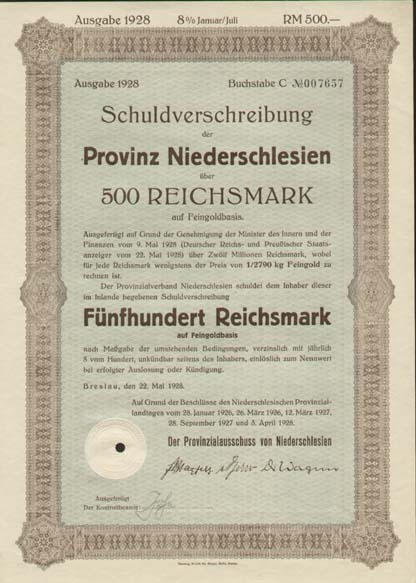 Ausgabe 1928 8% Januar/Juli RM 500.—
Ausgabe 1928 Buchstabe C №007657
Schuldverschreibung
der
Provinz Niederschlesien
über
500 REICHSMARK
auf Feingoldbasis.
Ausgefertigt auf Grund der Genehmigung der Minister des Innern und der
Finanzen vom 9. Mai 1928 (Deutscher Reichs- und Preußischer Staats-
anzeiger vom 22. Mai 1928) über Zwölf Millionen Reichsmark, wobei
für jede Reichsmark wenigstens der Preis von 1/2790 kg Feingold zu
rechnen ist.
Der Provinzialverband Niederschlesien schuldet dem Inhaber dieser
im Inlande begebenen Schuldverschreibung
Fünfhundert Reichsmark
auf Feingoldbasis
nach Maßgabe der umstehenden Bedingungen, verzinslich mit jährlich
8 vom Hundert, unkündbar seitens des Inhabers, einlöslich zum Nennwert
bei erfolgter Auslosung oder Kündigung.
Breslau, den 22. Mai 1928.
Auf Grund der Beschlüsse des Niederschlesischen Provinzial-
landtages vom 28. Januar 1926, 26. März 1926, 12. März 1927,
28. September 1927 und 3. April 1928.
Der Provinzialausschuss von Niederschlesien
Ausgefertigt
Der Kontrollbeamte: